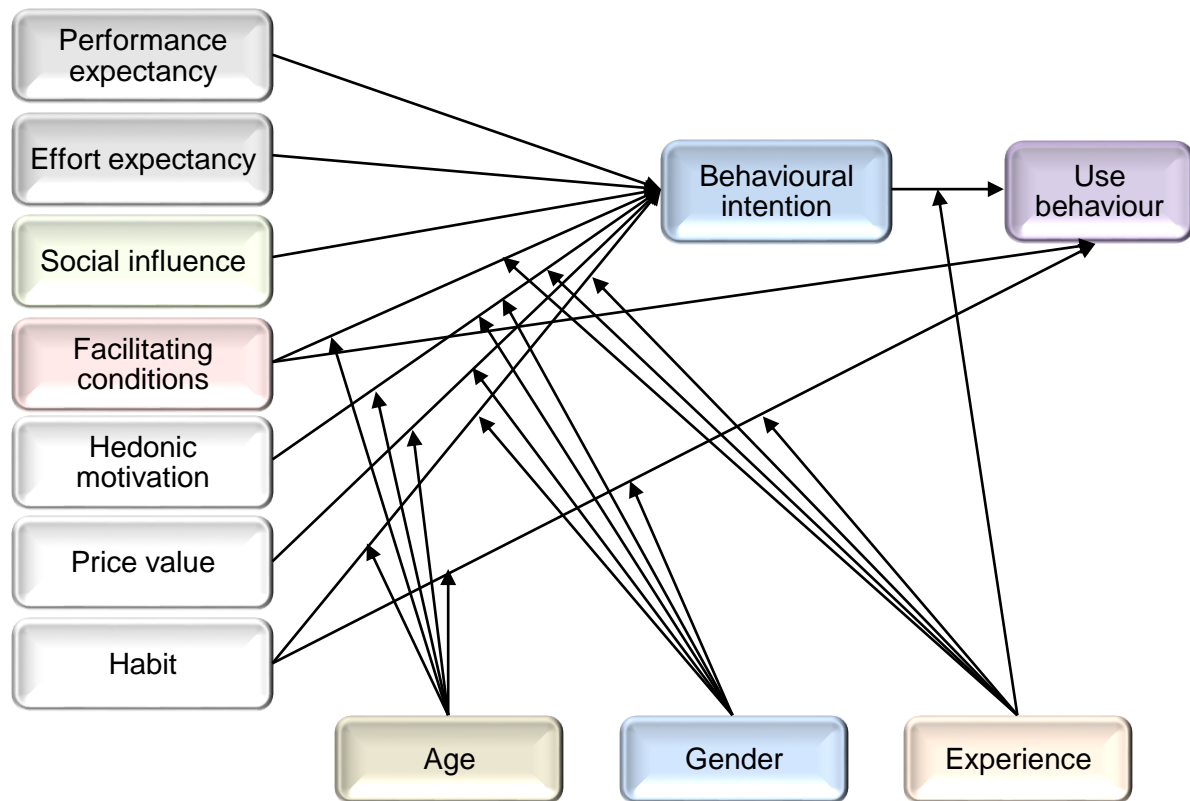 Performance
expectancy
Effort expectancy
Social influence
Facilitating
conditions
Hedonic
motivation
Price value
Habit
Behavioural
intention
Use
behaviour
Age
Gender
Experience